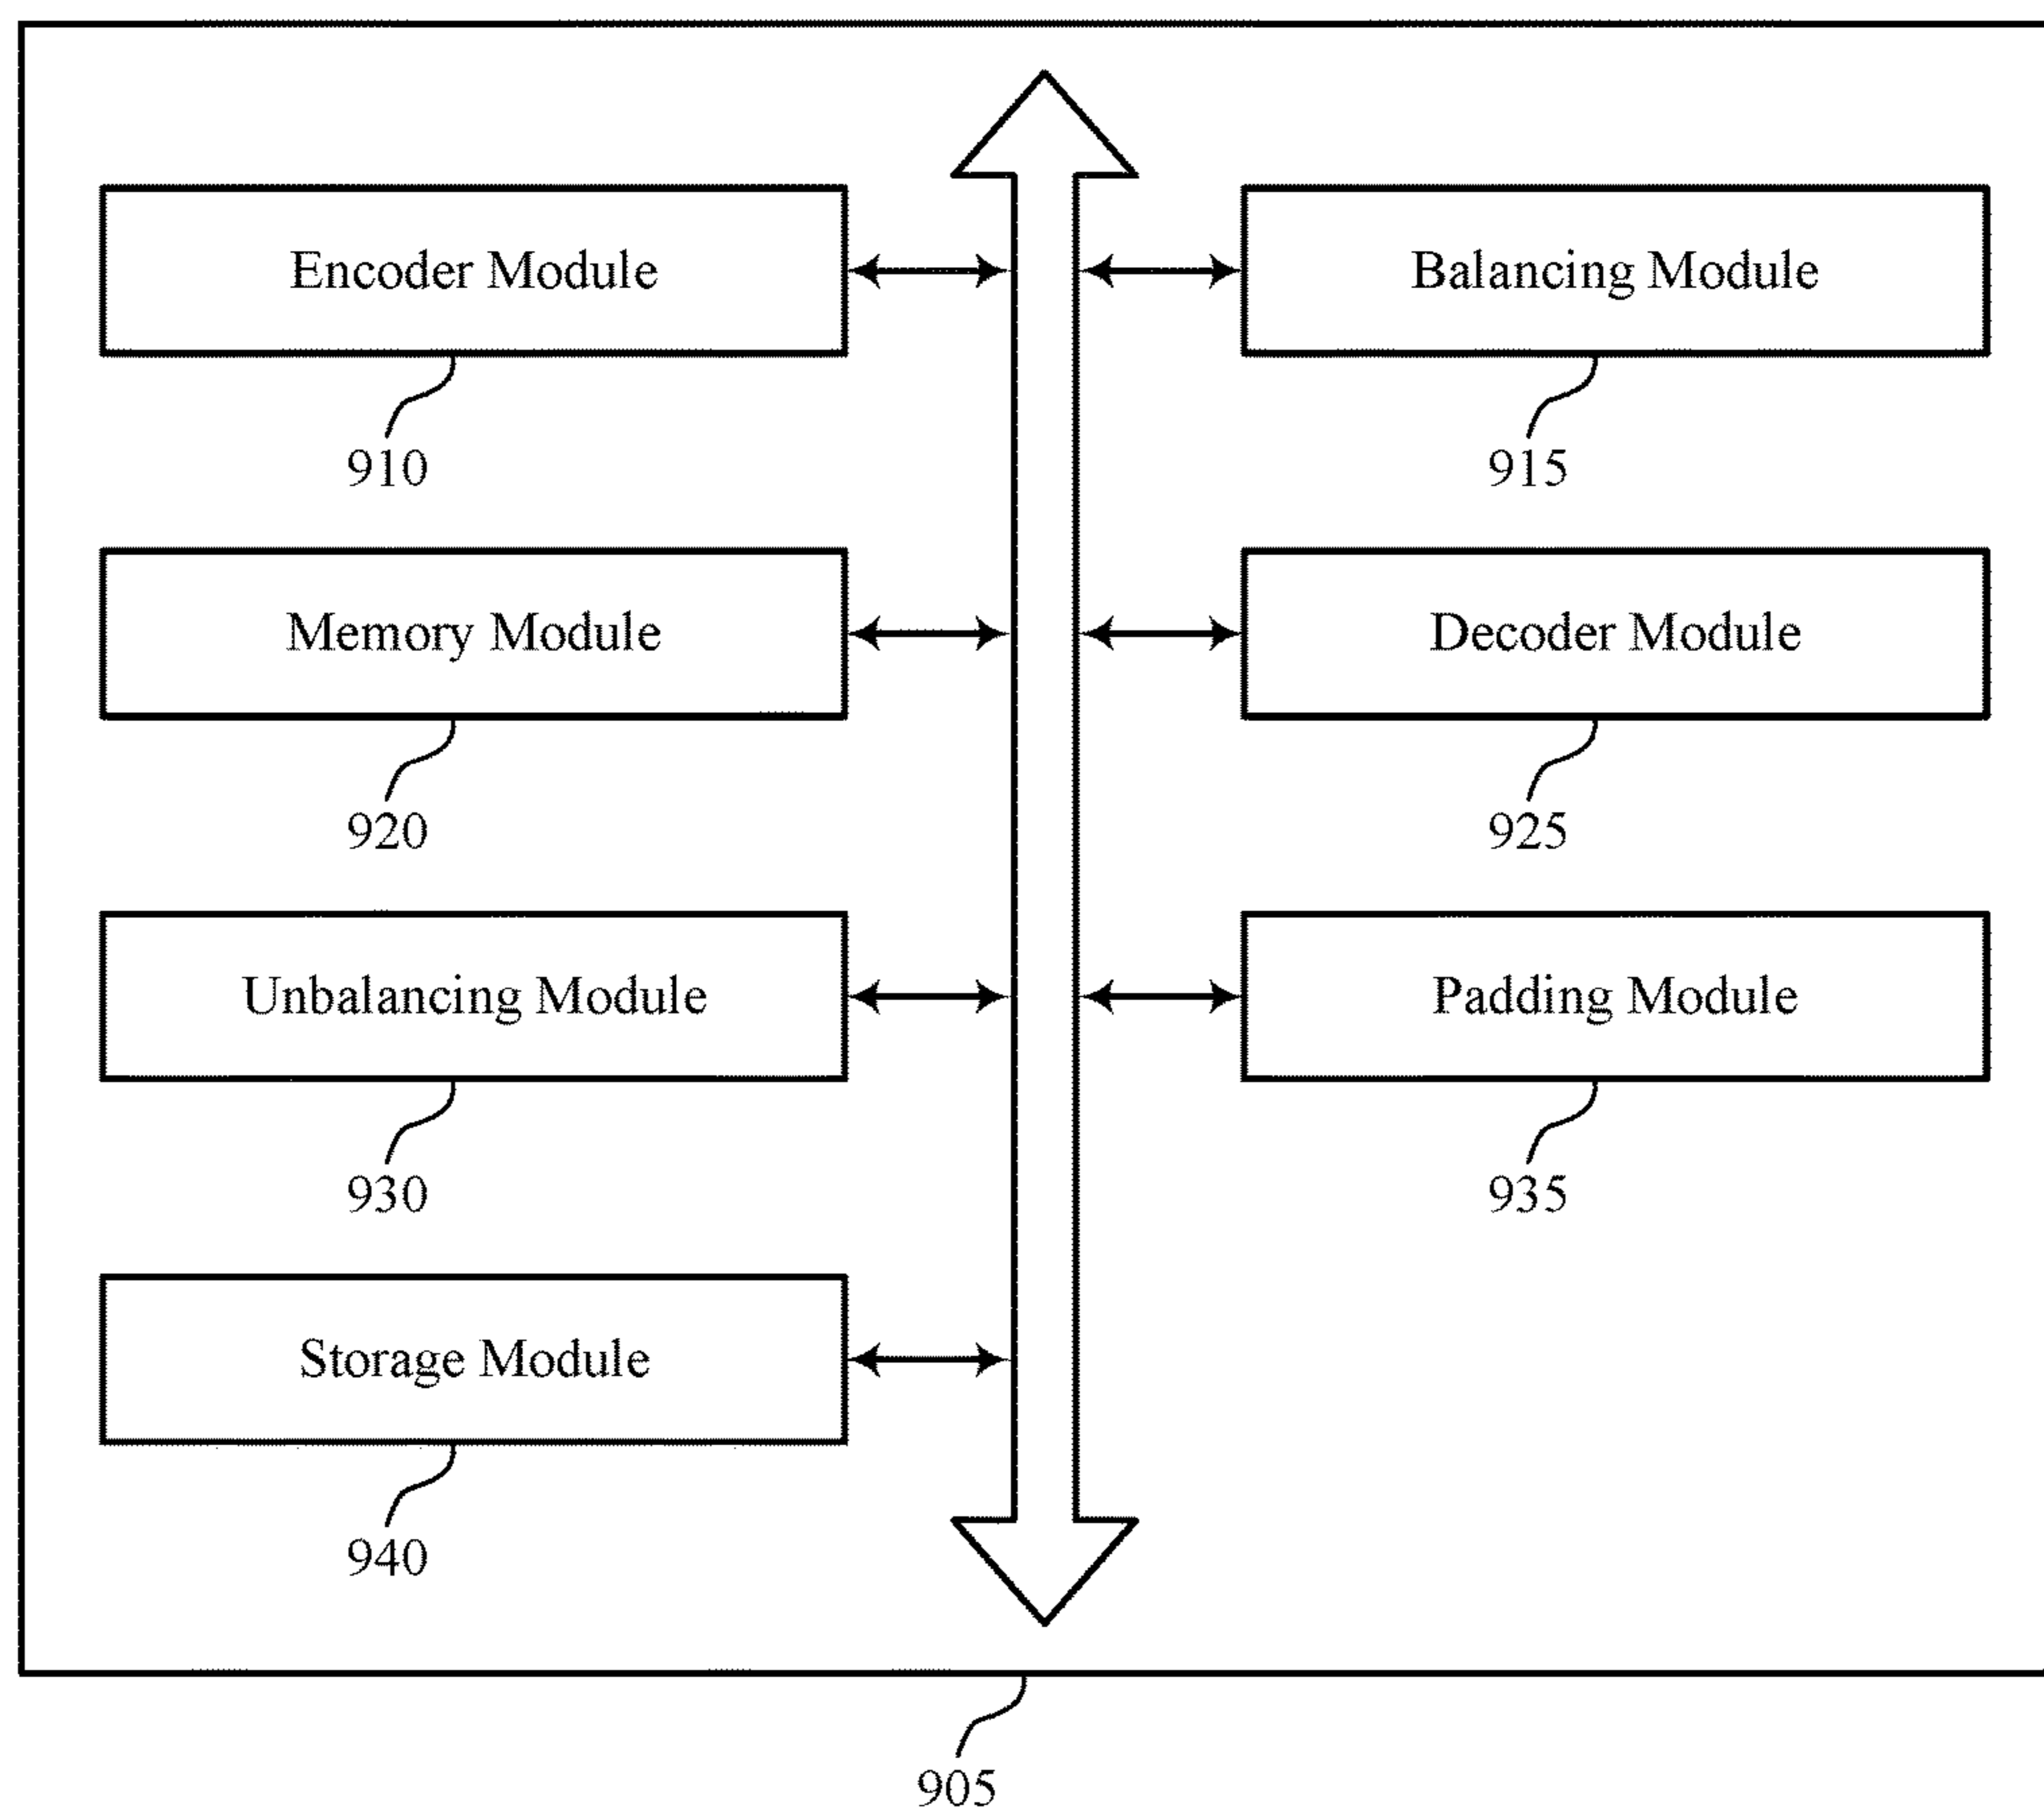 Encoder Module
910
Balancing Module
915
Memory Module
920
Decoder Module
925
Unbalancing Module
930
Padding Module
935
Storage Module
940
905